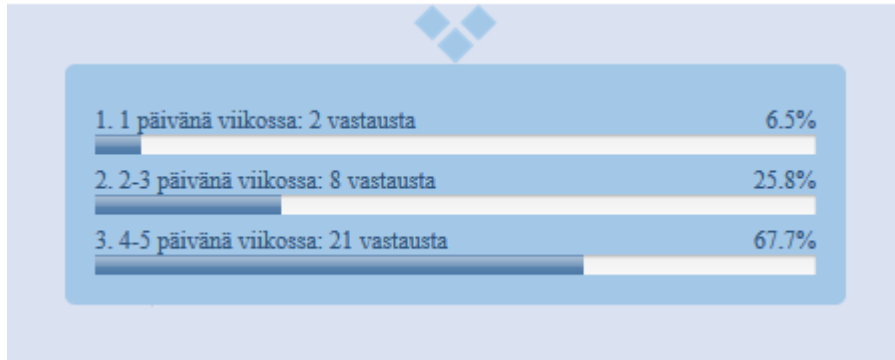 1. 1 päivänä viikossa: 2 vastausta 6.5%
2. 2-3 päivänä viikossa: 8 vastausta 25.8%
3. 4-5 päivänä viikossa: 21 vastausta 67.7%